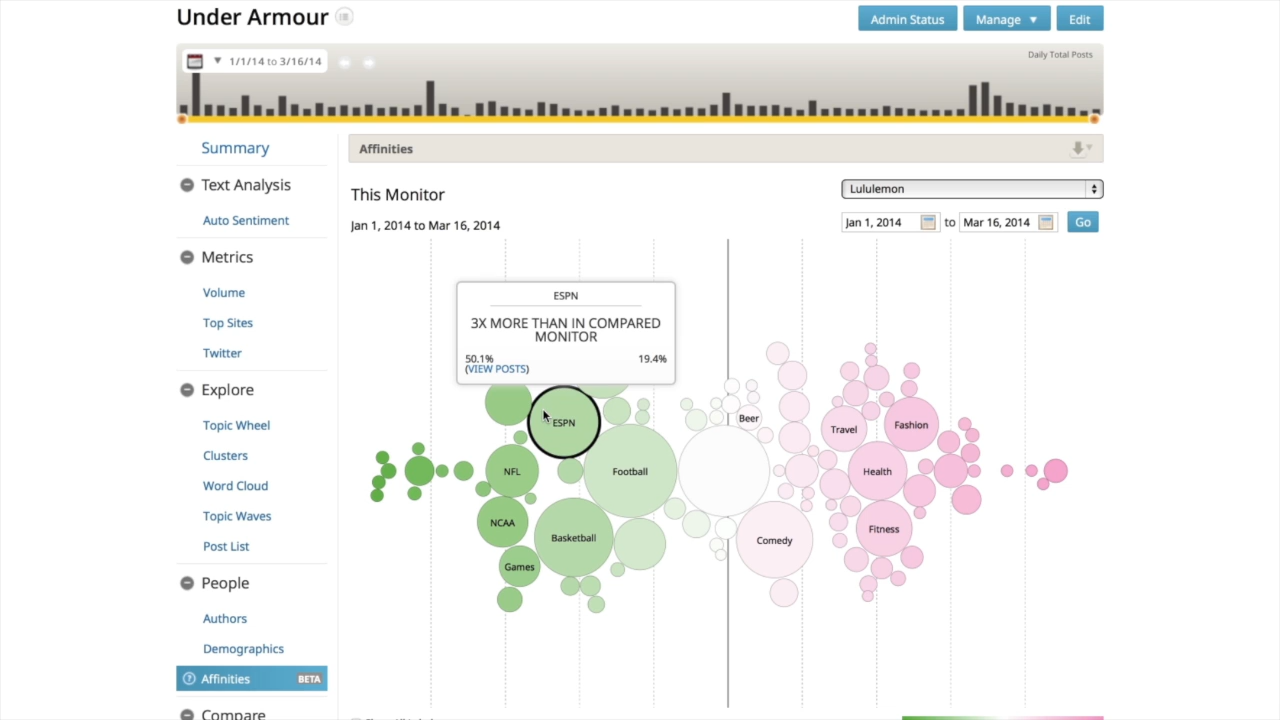 Under Armour
Admin Status
Manage
Edit
1/1/14 to 3/16/14
Daily Total Posts
Summary
Text Analysis
Auto Sentiment
Metrics
Volume
Top Sites
Twitter
Explore
Topic Wheel
Clusters
Word Cloud
Topic Waves
Post List
People
Authors
Demographics
Affinities BETA
Compare
Affinities
This Monitor
Jan 1, 2014 to Mar 16, 2014
Lululemon
Jan 1, 2014 to Mar 16, 2014 Go
ESPN
3X MORE THAN IN COMPARED
MONITOR
50.1% 19.4%
(VIEW POSTS)
ESPN
Beer
Travel
Fashion
NFL
Football
Health
NCAA
Basketball
Comedy
Fitness
Games